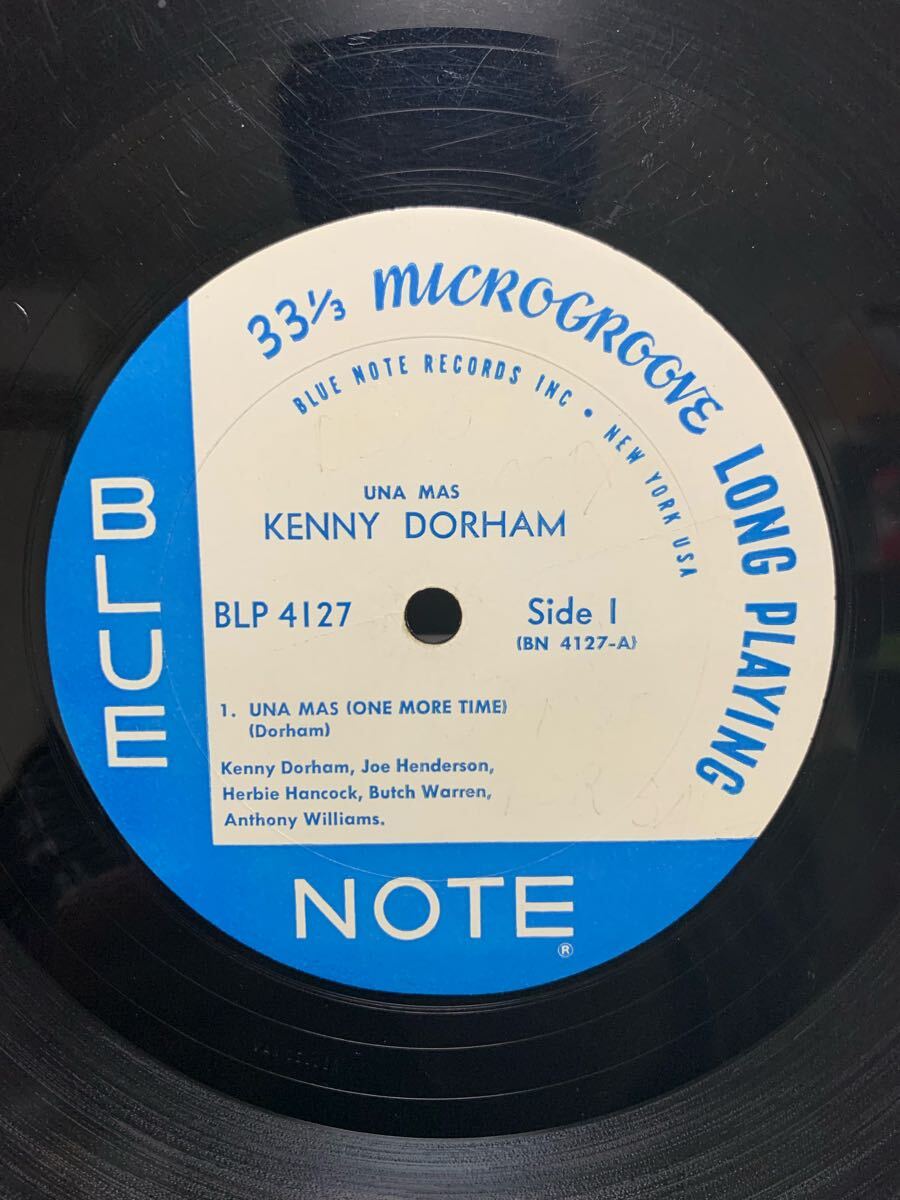 33⅓ MICROGROOVE LONG PLAYING
BLUE NOTE RECORDS INC • NEW YORK USA
UNA MAS
KENNY DORHAM
BLP 4127
Side 1
(BN 4127-A)
1. UNA MAS (ONE MORE TIME)
(Dorham)
Kenny Dorham, Joe Henderson,
Herbie Hancock, Butch Warren,
Anthony Williams.
BLUE
NOTE
®